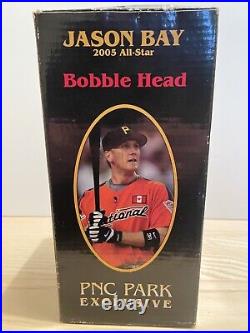 JASON BAY
2005 All-Star
Bobble Head
P
National
PNC PARK
EXCLUSIVE